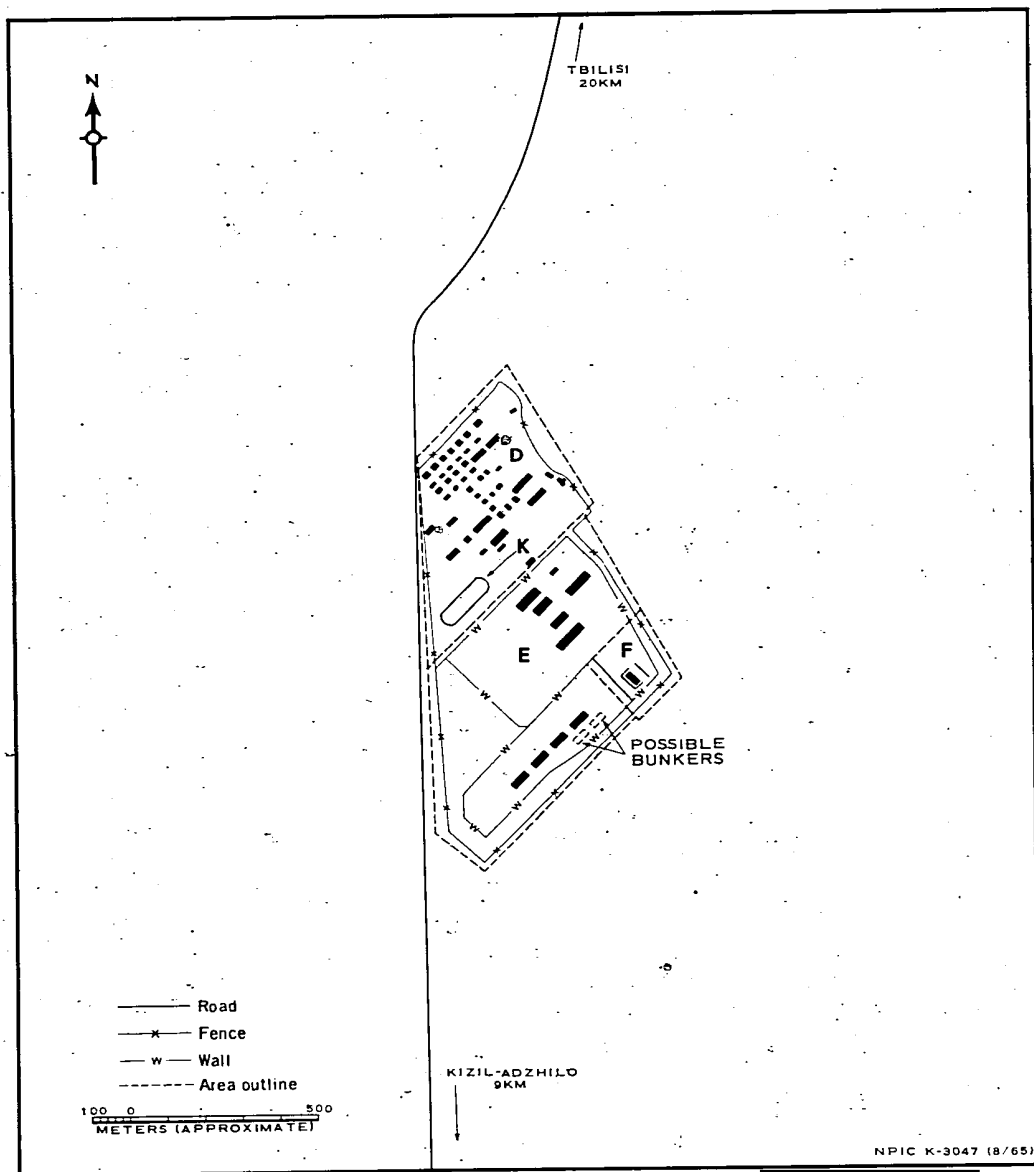 N
TBILISI
20KM
D
K
E
F
POSSIBLE
BUNKERS
Road
Fence
Wall
Area outline
100 0 500
METERS (APPROXIMATE)
KIZIL-ADZHILO
9KM
NPIC K-3047 (8/65)